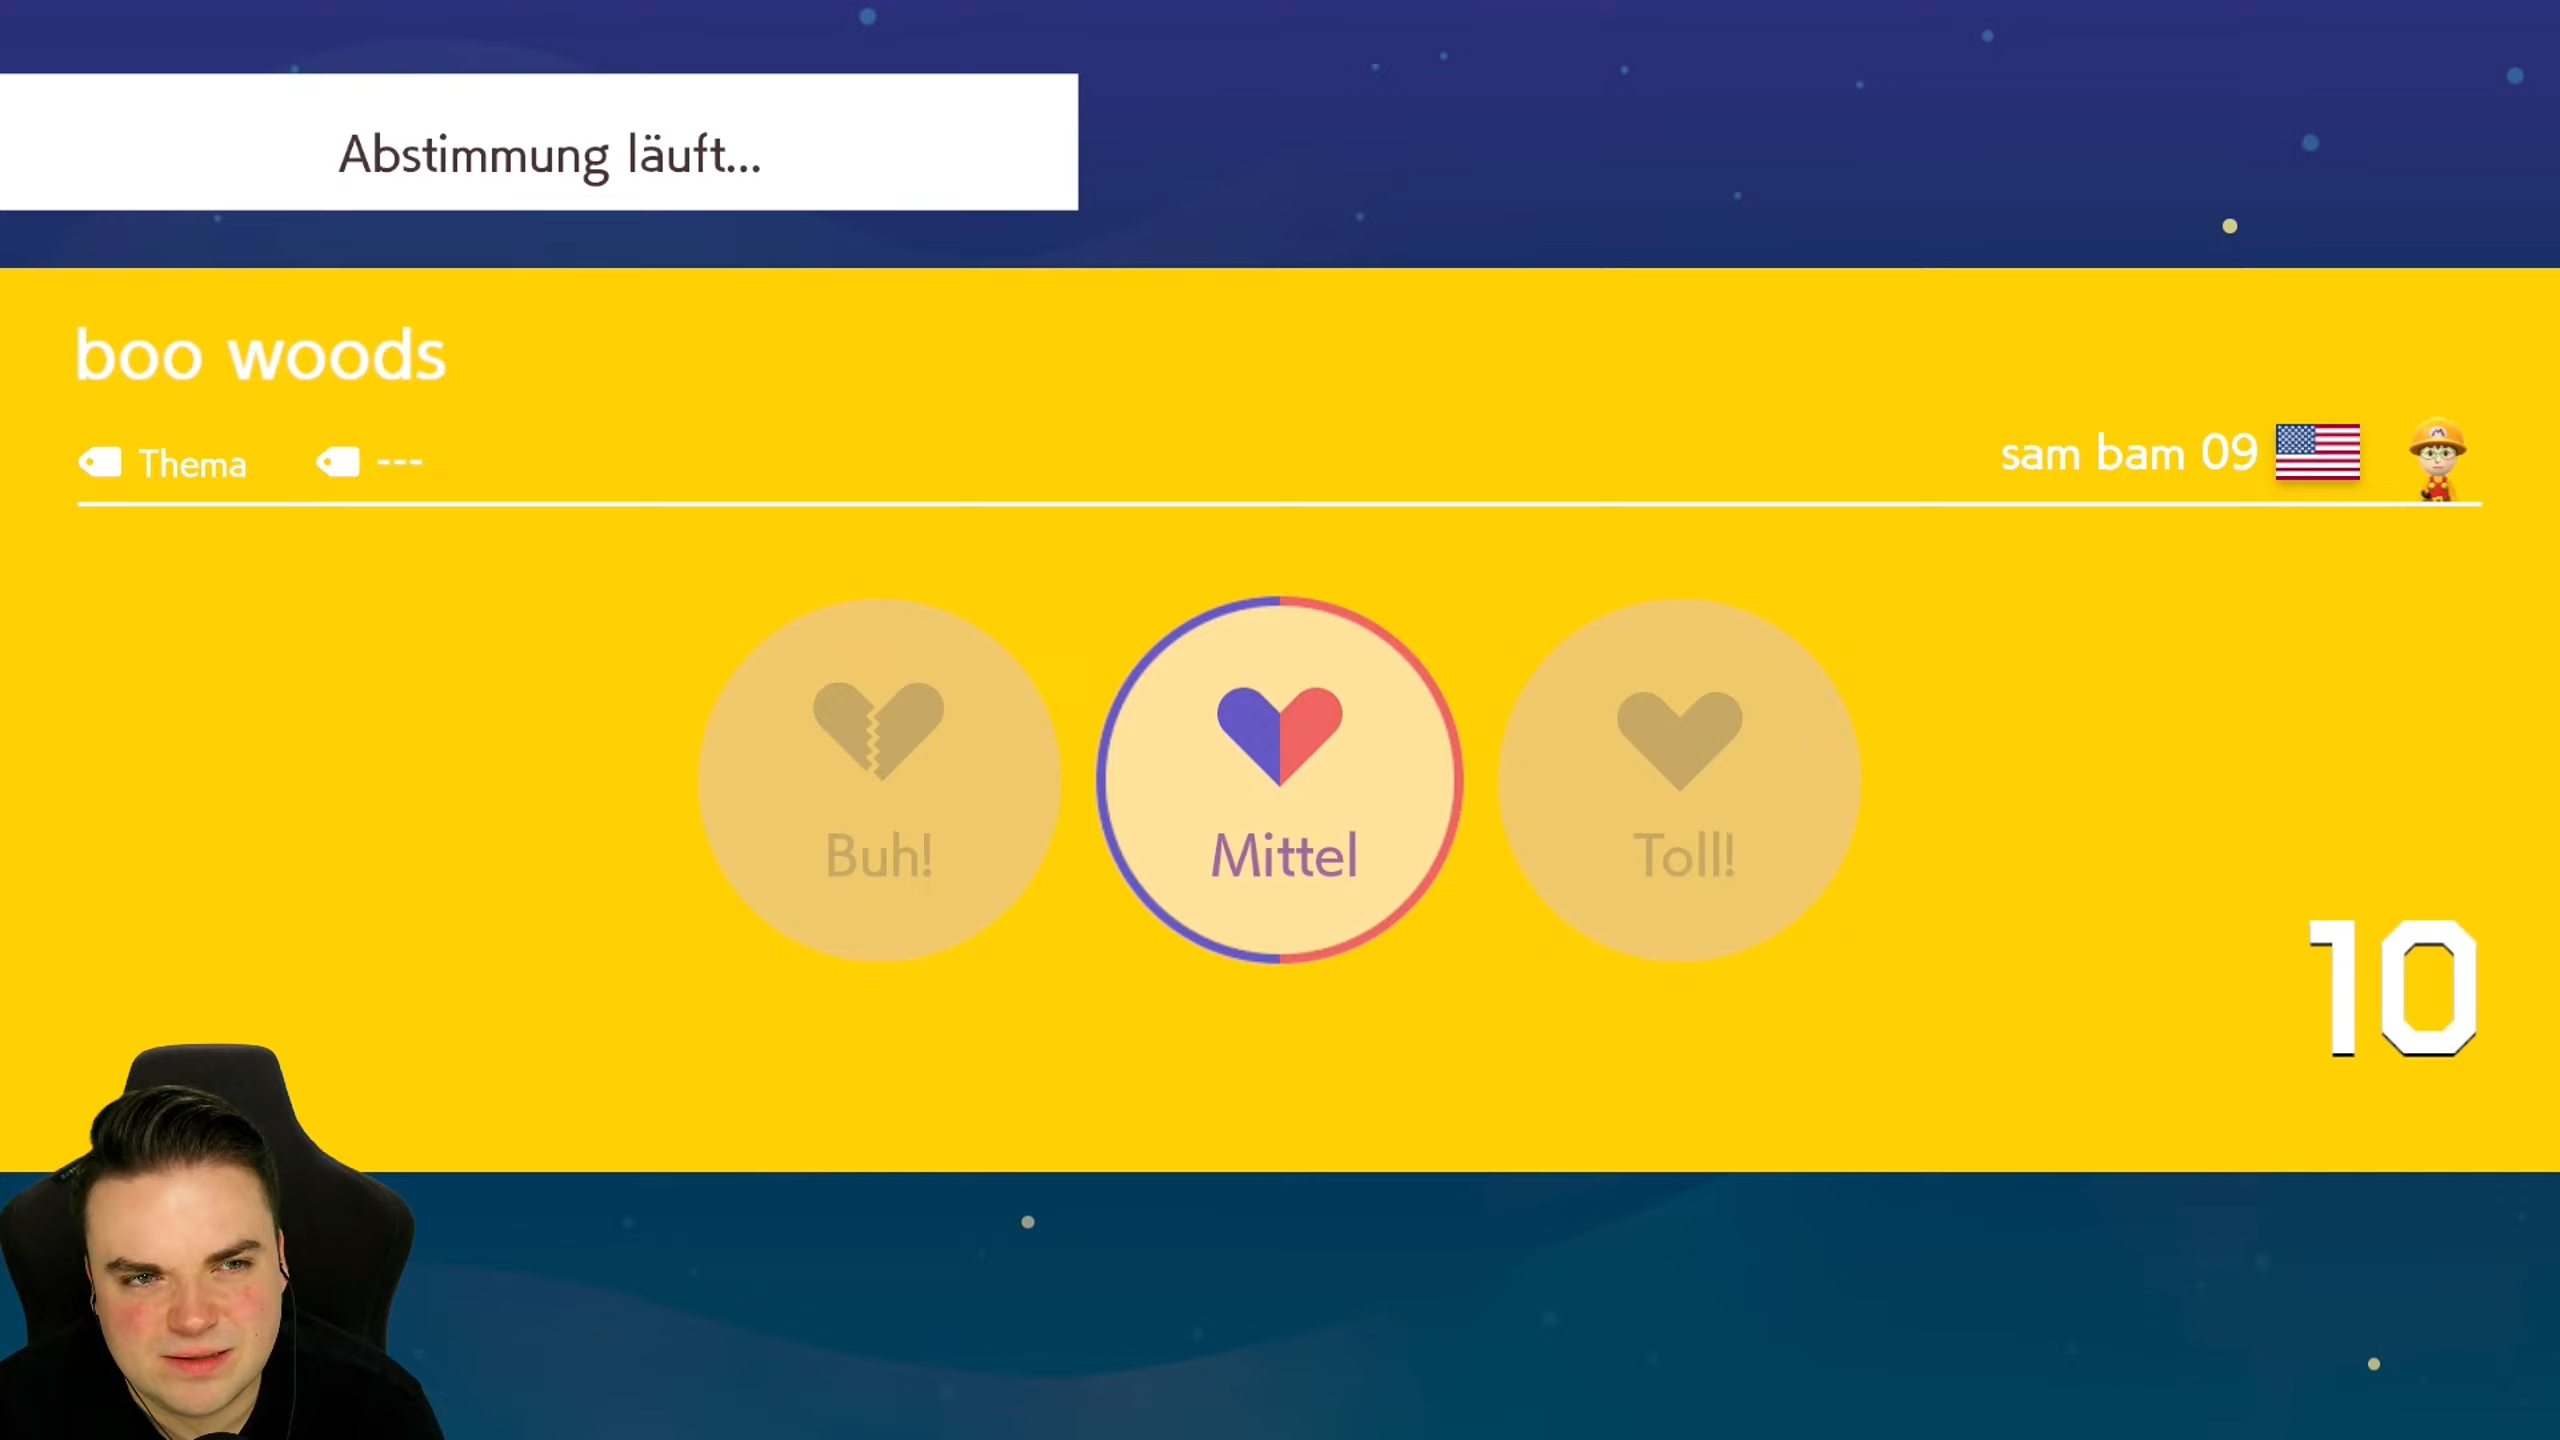 Abstimmung läuft...
boo woods
Thema
---
sam bam 09
Buh!
Mittel
Toll!
10